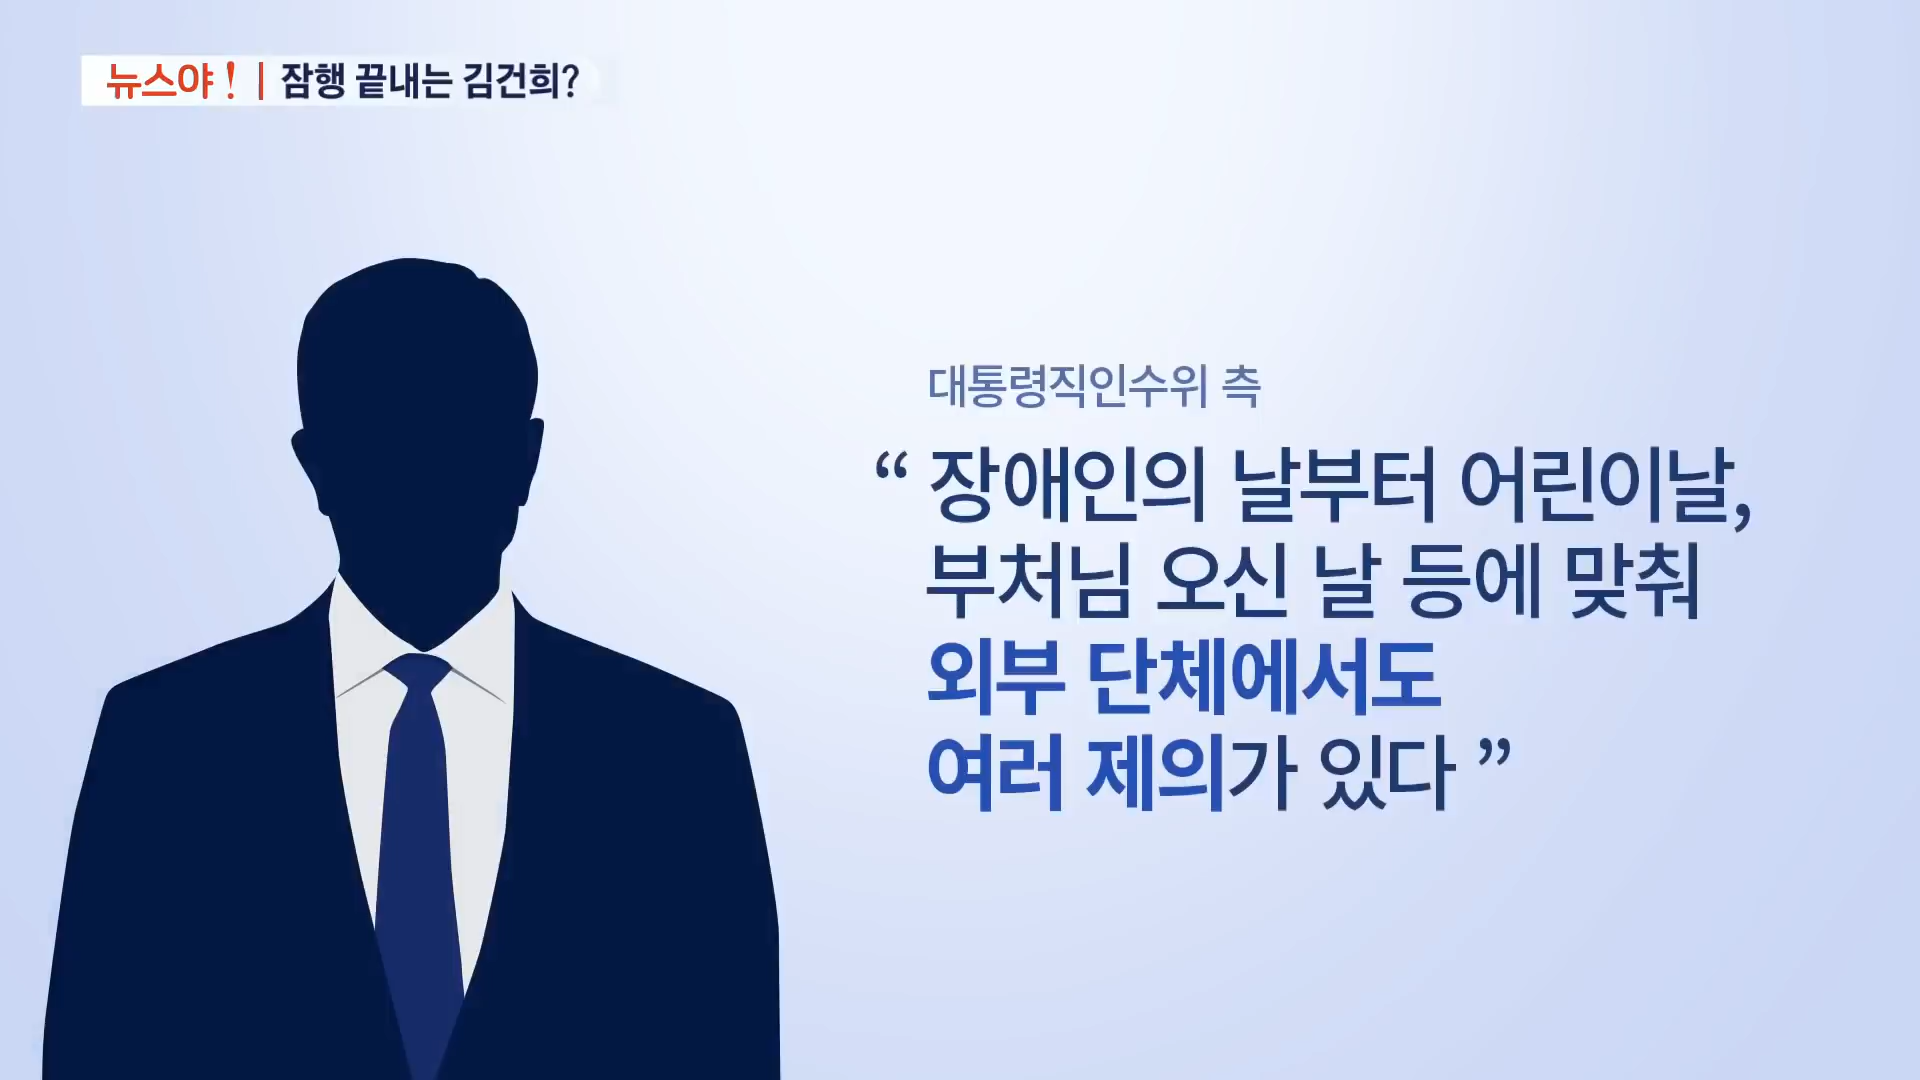 뉴스야! | 잠행 끝내는 김건희?
대통령직인수위 측
“ 장애인의 날부터 어린이날,
부처님 오신 날 등에 맞춰
외부 단체에서도
여러 제의가 있다 ”